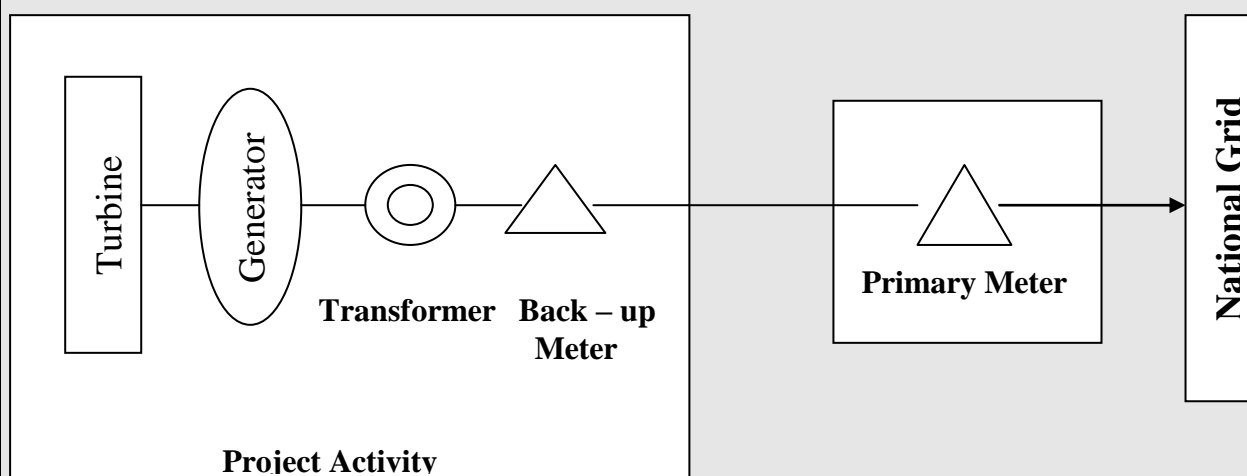 Turbine
Generator
Transformer
Back – up
Meter
Primary Meter
National Grid
Project Activity